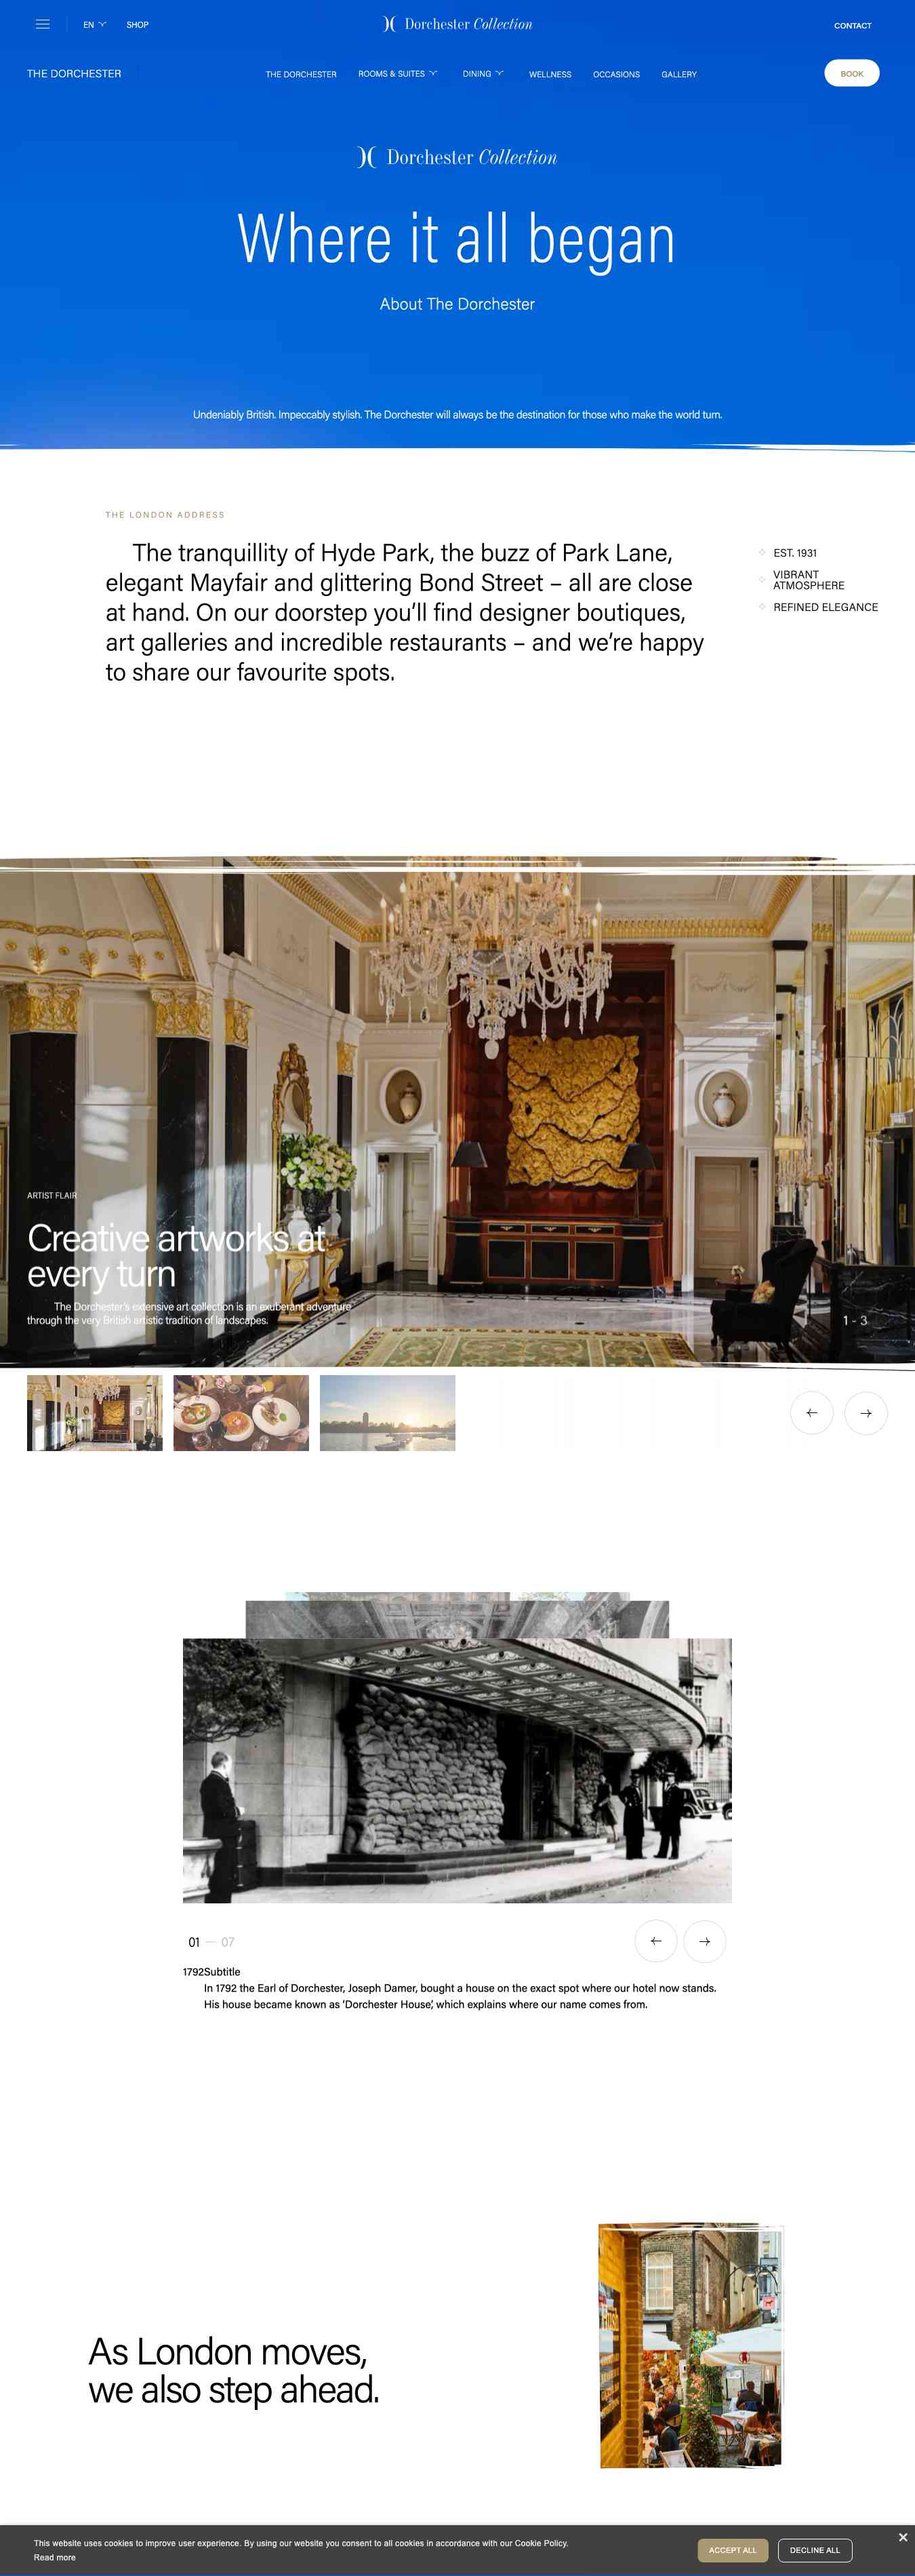 EN
SHOP
Dorchester Collection
CONTACT
THE DORCHESTER
THE DORCHESTER
ROOMS & SUITES
DINING
WELLNESS
OCCASIONS
GALLERY
BOOK
Dorchester Collection
Where it all began
About The Dorchester
Undeniably British. Impeccably stylish. The Dorchester will always be the destination for those who make the world turn.
THE LONDON ADDRESS
The tranquillity of Hyde Park, the buzz of Park Lane,
elegant Mayfair and glittering Bond Street – all are close
at hand. On our doorstep you’ll find designer boutiques,
art galleries and incredible restaurants – and we’re happy
to share our favourite spots.
EST. 1931
VIBRANT
ATMOSPHERE
REFINED ELEGANCE
ARTIST FLAIR
Creative artworks at
every turn
The Dorchester’s extensive art collection is an exuberant adventure
through the very British artistic tradition of landscapes.
1 - 3
01 — 07
1792Subtitle
In 1792 the Earl of Dorchester, Joseph Damer, bought a house on the exact spot where our hotel now stands.
His house became known as ‘Dorchester House’, which explains where our name comes from.
As London moves,
we also step ahead.
This website uses cookies to improve user experience. By using our website you consent to all cookies in accordance with our Cookie Policy.
Read more
ACCEPT ALL
DECLINE ALL